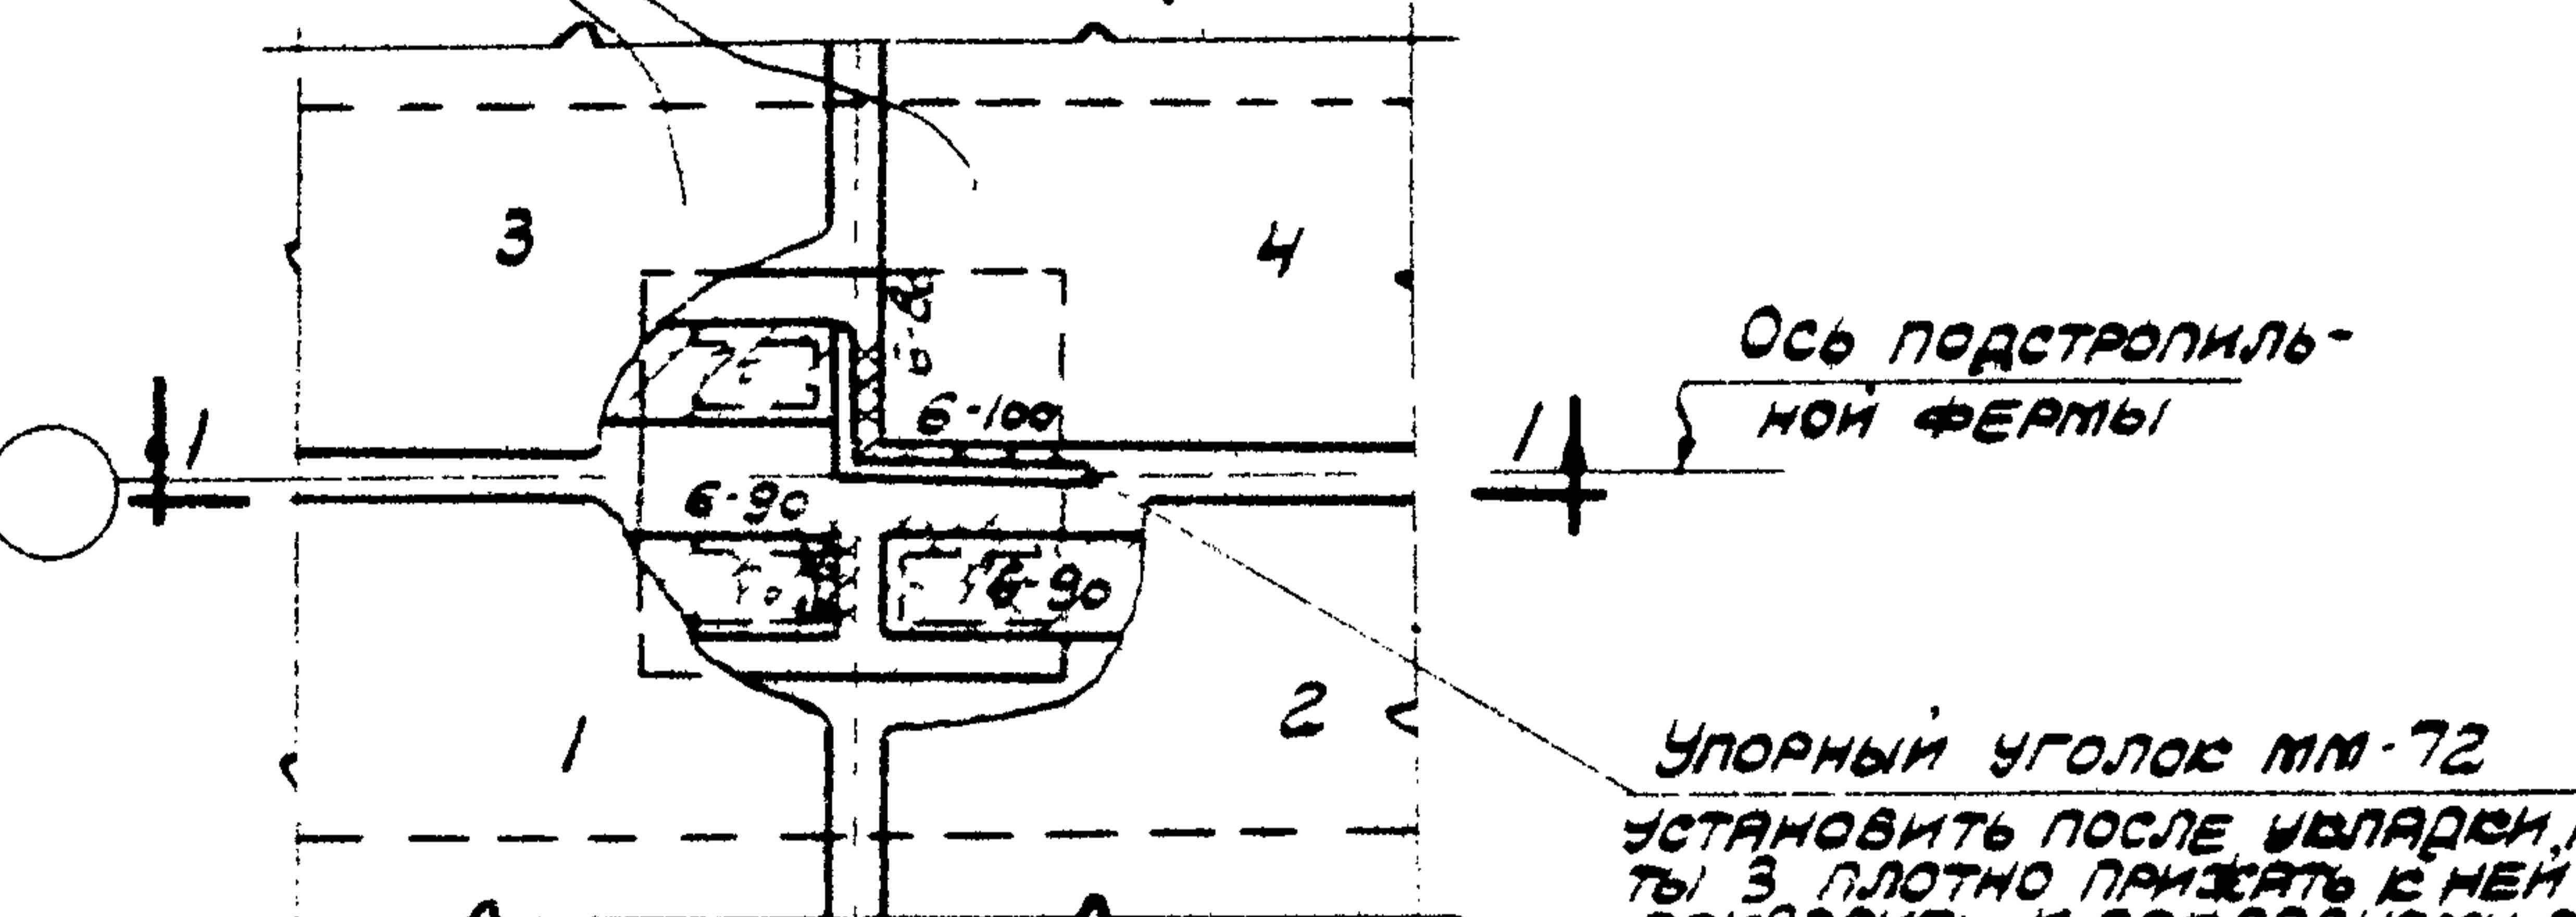 3
4
Ось подстропиль-
ной фермы
6-100
1
1
6-90
6-90
1
2
Упорный уголок мм-72
установить после укладки
ты 3 плотно прижать к ней